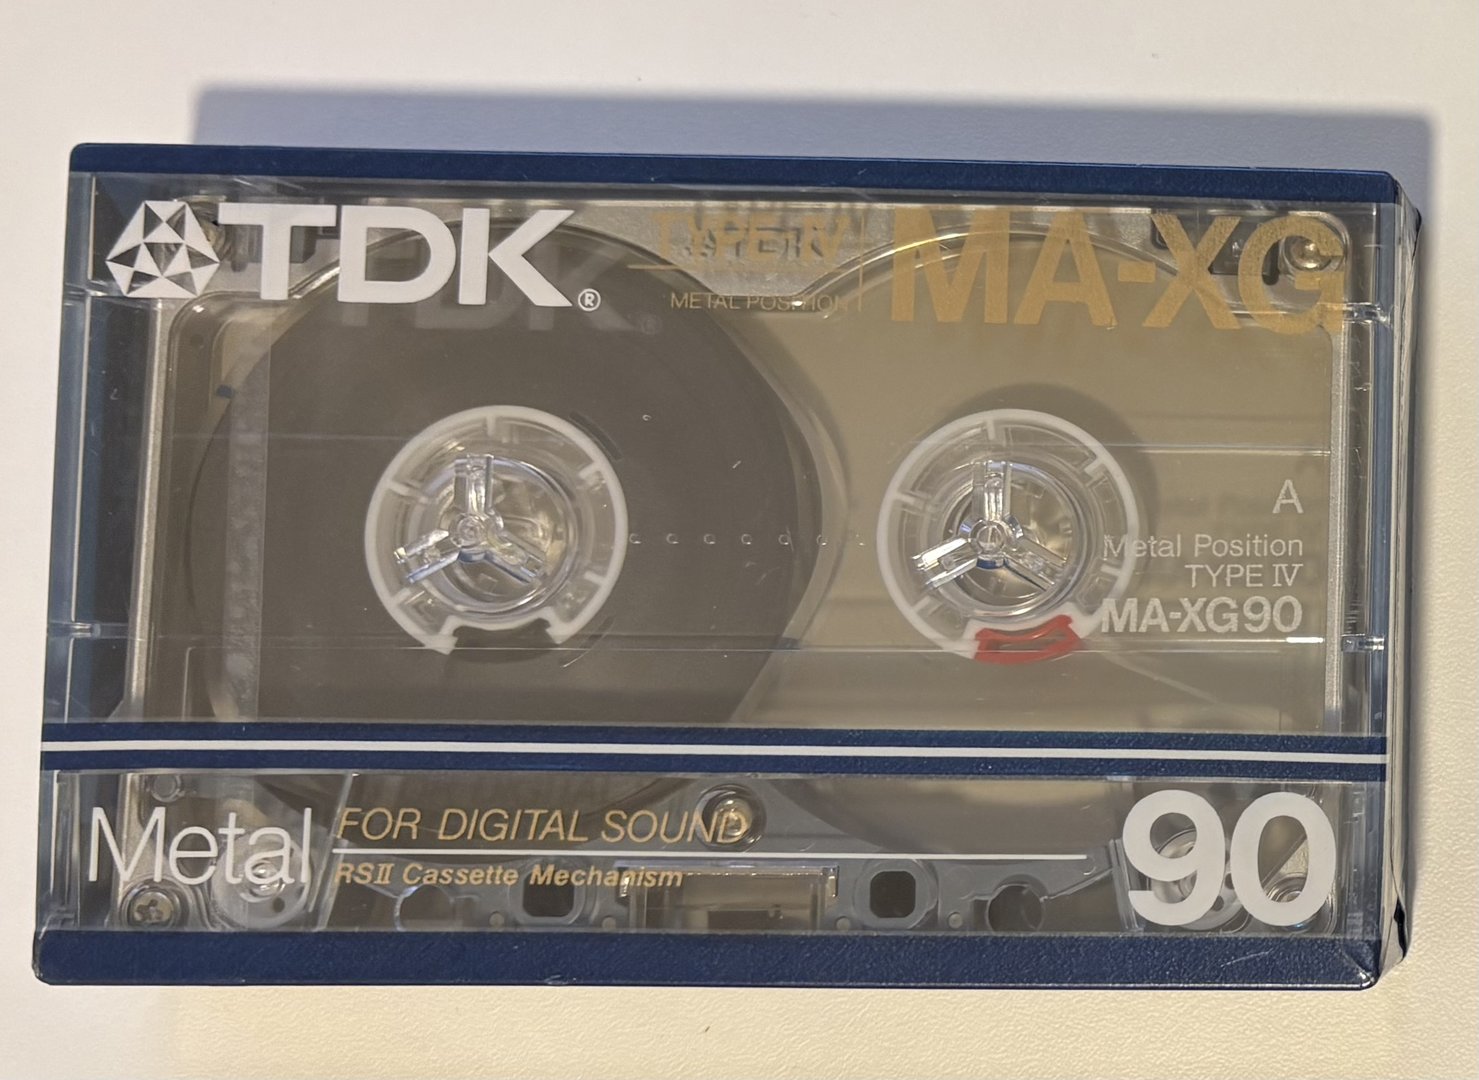 TDK®
TYPE IV
METAL POSITION
MA-XG
A
Metal Position
TYPE IV
MA-XG90
Metal
FOR DIGITAL SOUND
RSII Cassette Mechanism
90